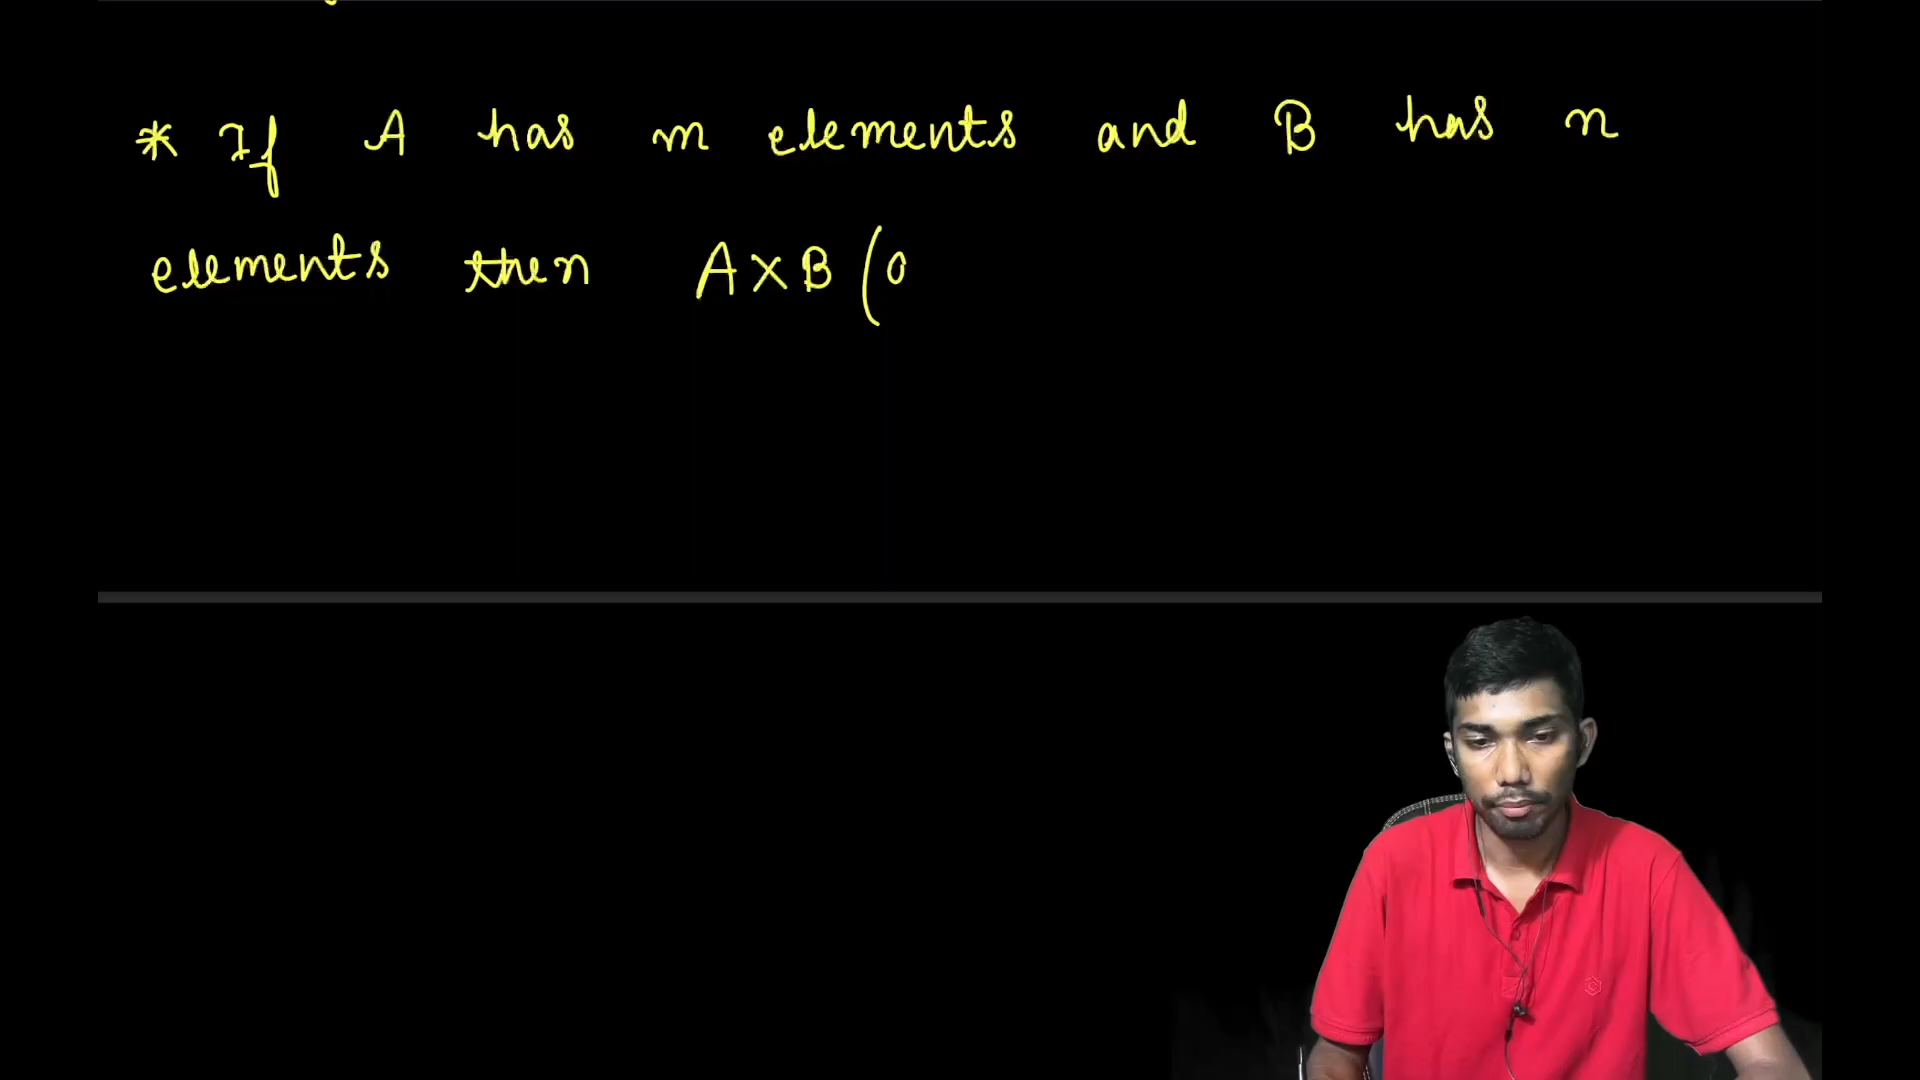 * If A has m elements and B has n
elements then A×B (o